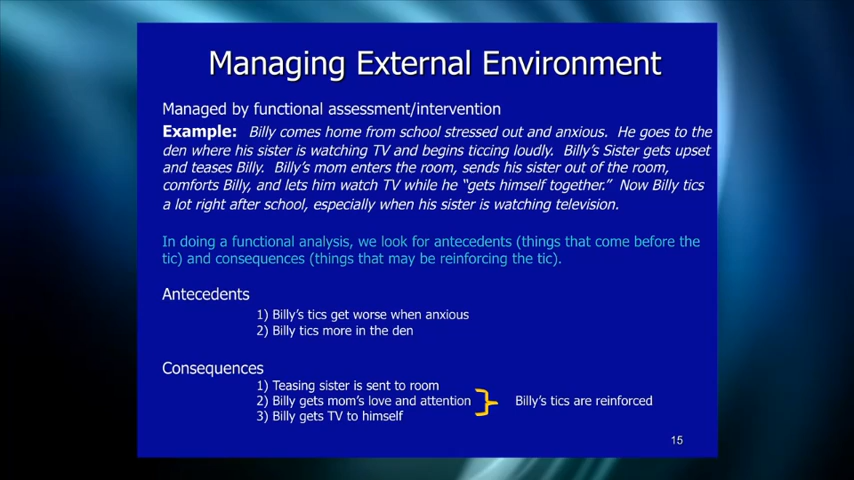 Managing External Environment
Managed by functional assessment/intervention
Example: Billy comes home from school stressed out and anxious. He goes to the
den where his sister is watching TV and begins ticcing loudly. Billy's Sister gets upset
and teases Billy. Billy's mom enters the room, sends his sister out of the room,
comforts Billy, and lets him watch TV while he "gets himself together." Now Billy tics
a lot right after school, especially when his sister is watching television.
In doing a functional analysis, we look for antecedents (things that come before the
tic) and consequences (things that may be reinforcing the tic).
Antecedents
1) Billy's tics get worse when anxious
2) Billy tics more in the den
Consequences
1) Teasing sister is sent to room
2) Billy gets mom's love and attention
Billy's tics are reinforced
3) Billy gets TV to himself
15